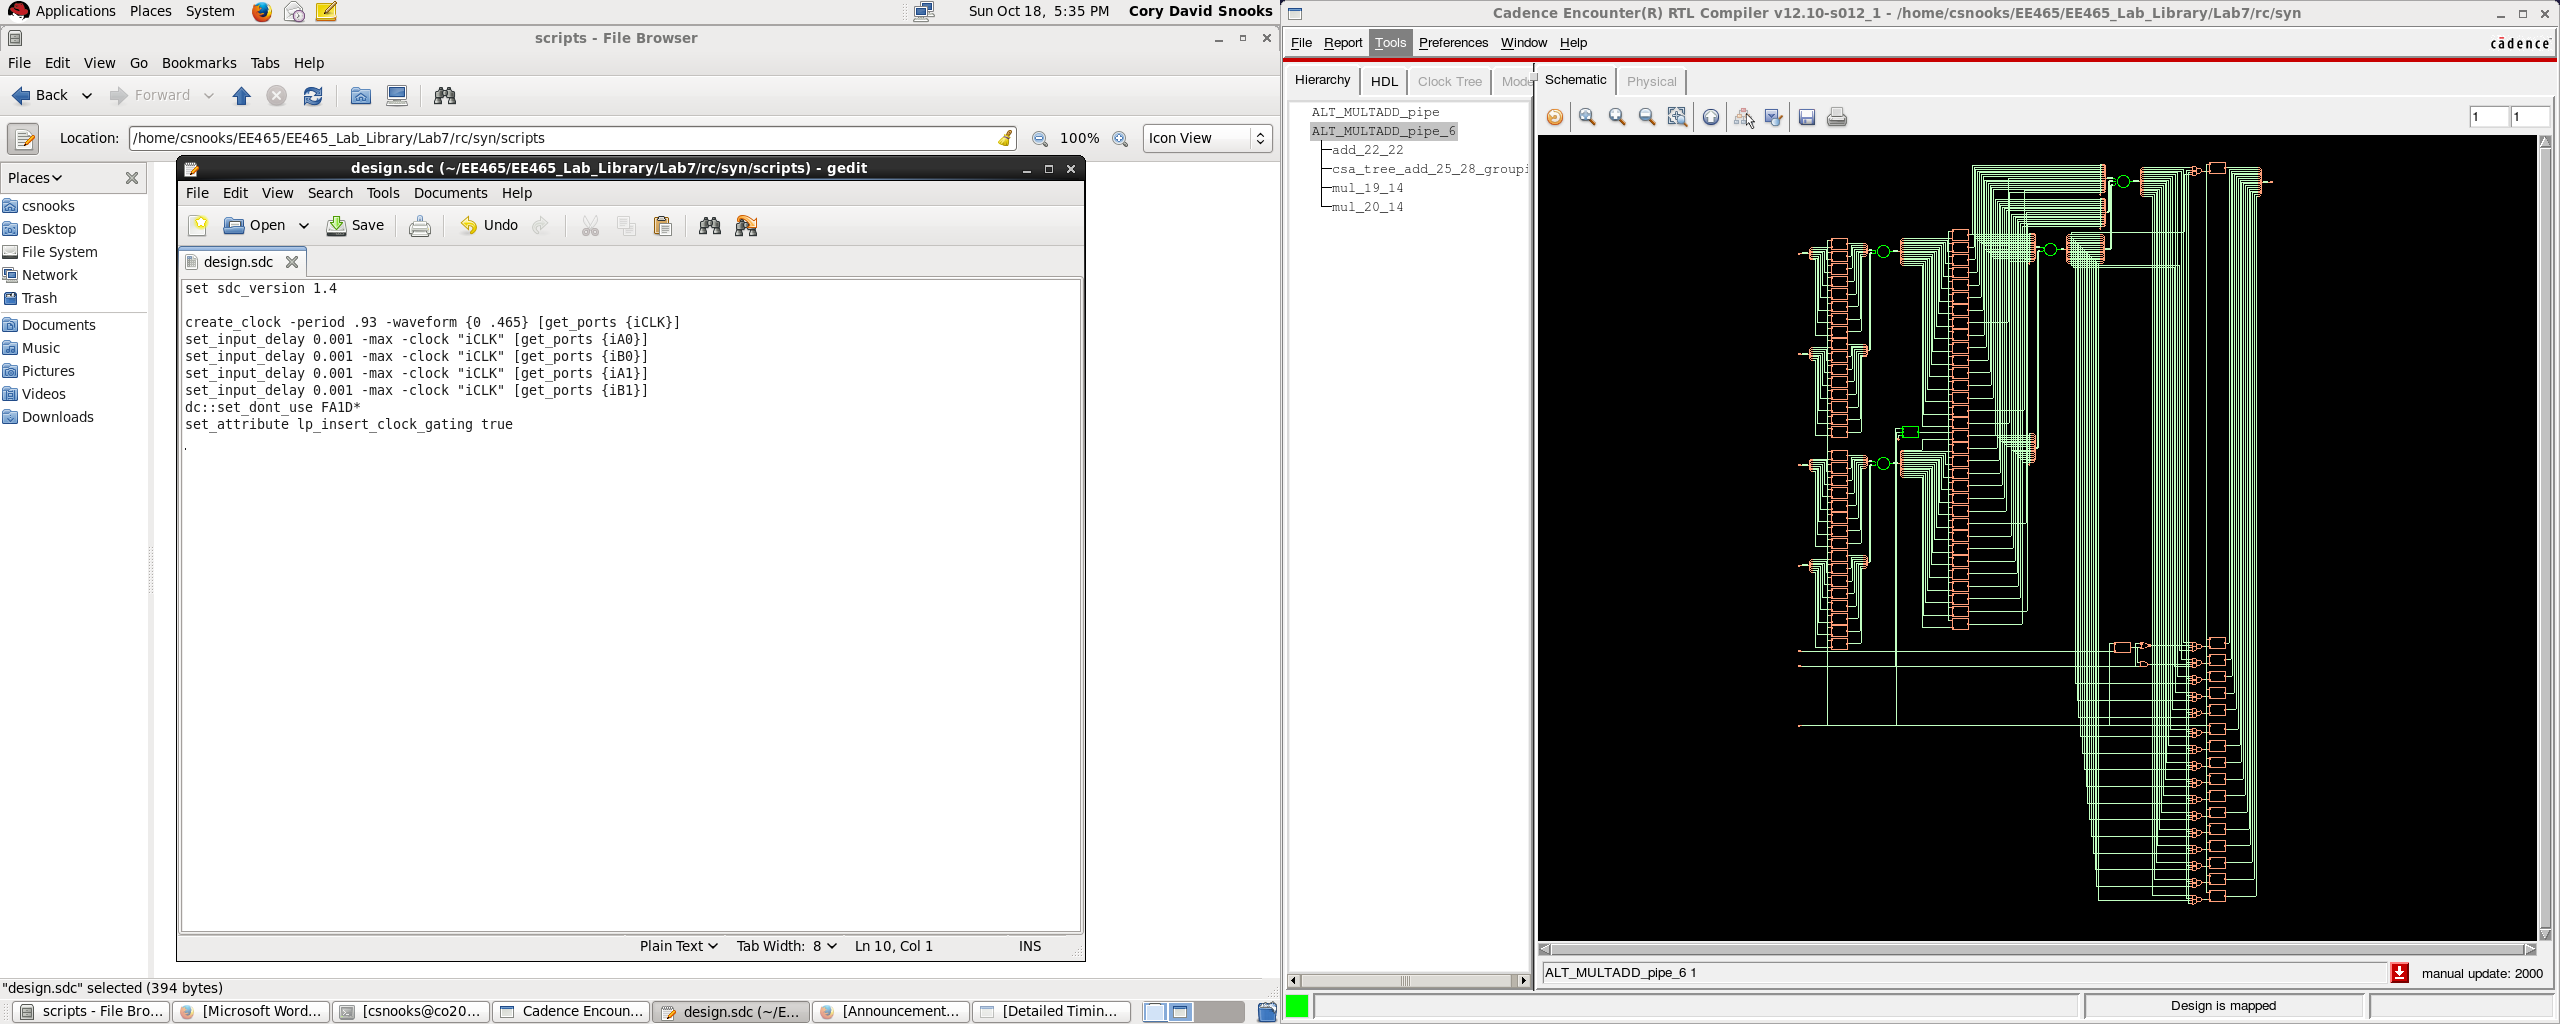 Applications Places System
Sun Oct 18, 5:35 PM Cory David Snooks
scripts - File Browser
File Edit View Go Bookmarks Tabs Help
Back Forward
Location: /home/csnooks/EE465/EE465_Lab_Library/Lab7/rc/syn/scripts 100% Icon View
Places
csnooks
Desktop
File System
Network
Trash
Documents
Music
Pictures
Videos
Downloads
design.sdc (~/EE465/EE465_Lab_Library/Lab7/rc/syn/scripts) - gedit
File Edit View Search Tools Documents Help
Open Save Undo
design.sdc
set sdc_version 1.4
create_clock -period .93 -waveform {0 .465} [get_ports {iCLK}]
set_input_delay 0.001 -max -clock "iCLK" [get_ports {iA0}]
set_input_delay 0.001 -max -clock "iCLK" [get_ports {iB0}]
set_input_delay 0.001 -max -clock "iCLK" [get_ports {iA1}]
set_input_delay 0.001 -max -clock "iCLK" [get_ports {iB1}]
dc::set_dont_use FA1D*
set_attribute lp_insert_clock_gating true
Plain Text Tab Width: 8 Ln 10, Col 1 INS
"design.sdc" selected (394 bytes)
scripts - File Bro... [Microsoft Word... [csnooks@co20... Cadence Encoun... design.sdc (~/E... [Announcement... [Detailed Timin...
Cadence Encounter(R) RTL Compiler v12.10-s012_1 - /home/csnooks/EE465/EE465_Lab_Library/Lab7/rc/syn
File Report Tools Preferences Window Help
cādence
Hierarchy HDL Clock Tree Mode
Schematic Physical
1 1
ALT_MULTADD_pipe
ALT_MULTADD_pipe_6
add_22_22
csa_tree_add_25_28_groupi
mul_19_14
mul_20_14
ALT_MULTADD_pipe_6 1
manual update: 2000
Design is mapped